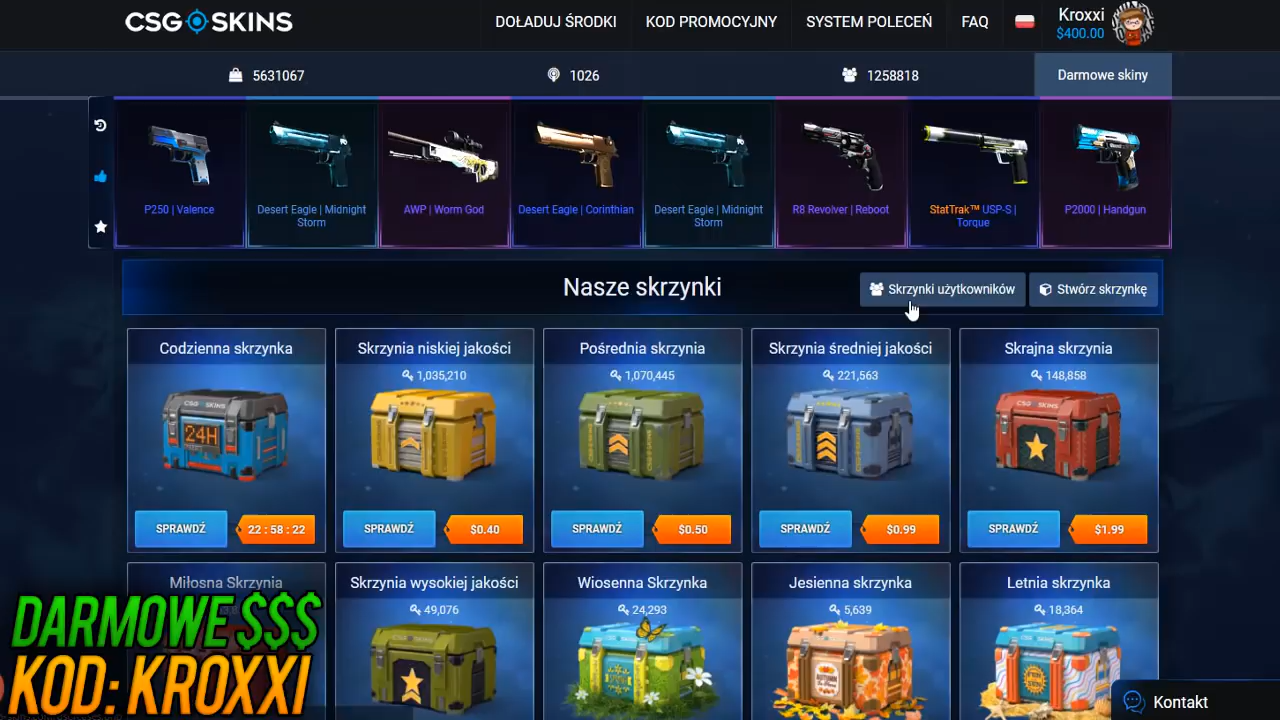 CSG SKINS
DOŁADUJ ŚRODKI
KOD PROMOCYJNY
SYSTEM POLECEŃ
FAQ
Kroxxi
$400.00
5631067
1026
1258818
Darmowe skiny
P250 | Valence
Desert Eagle | Midnight
Storm
AWP | Worm God
Desert Eagle | Corinthian
Desert Eagle | Midnight
Storm
R8 Revolver | Reboot
StatTrak™ USP-S |
Torque
P2000 | Handgun
Nasze skrzynki
Skrzynki użytkowników
Stwórz skrzynkę
Codzienna skrzynka
Skrzynia niskiej jakości
Pośrednia skrzynia
Skrzynia średniej jakości
Skrajna skrzynia
1,035,210
1,070,445
221,563
148,858
24H
SPRAWDŹ
22 : 58 : 22
SPRAWDŹ
$0.40
SPRAWDŹ
$0.50
SPRAWDŹ
$0.99
SPRAWDŹ
$1.99
Miłosna Skrzynia
Skrzynia wysokiej jakości
Wiosenna Skrzynka
Jesienna skrzynka
Letnia skrzynka
49,076
24,293
5,639
18,364
DARMOWE $$$
KOD: KROXXI
Kontakt